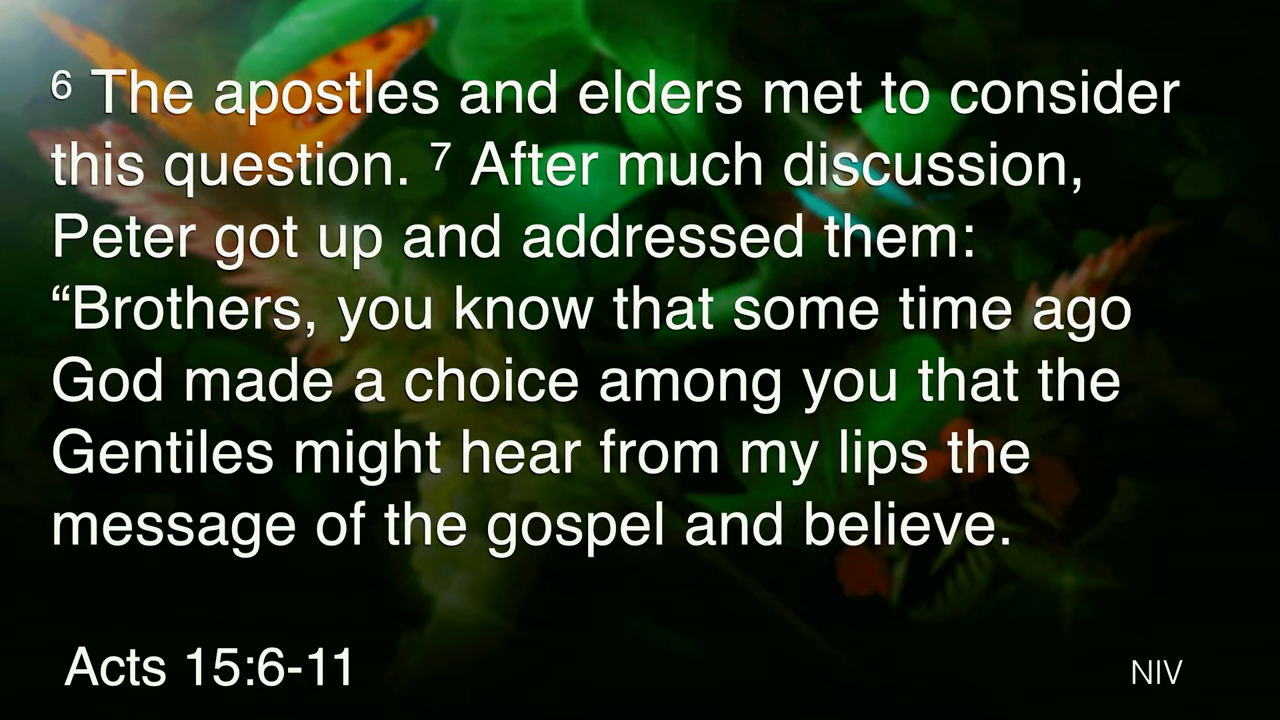 6 The apostles and elders met to consider
this question. 7 After much discussion,
Peter got up and addressed them:
“Brothers, you know that some time ago
God made a choice among you that the
Gentiles might hear from my lips the
message of the gospel and believe.
Acts 15:6-11
NIV